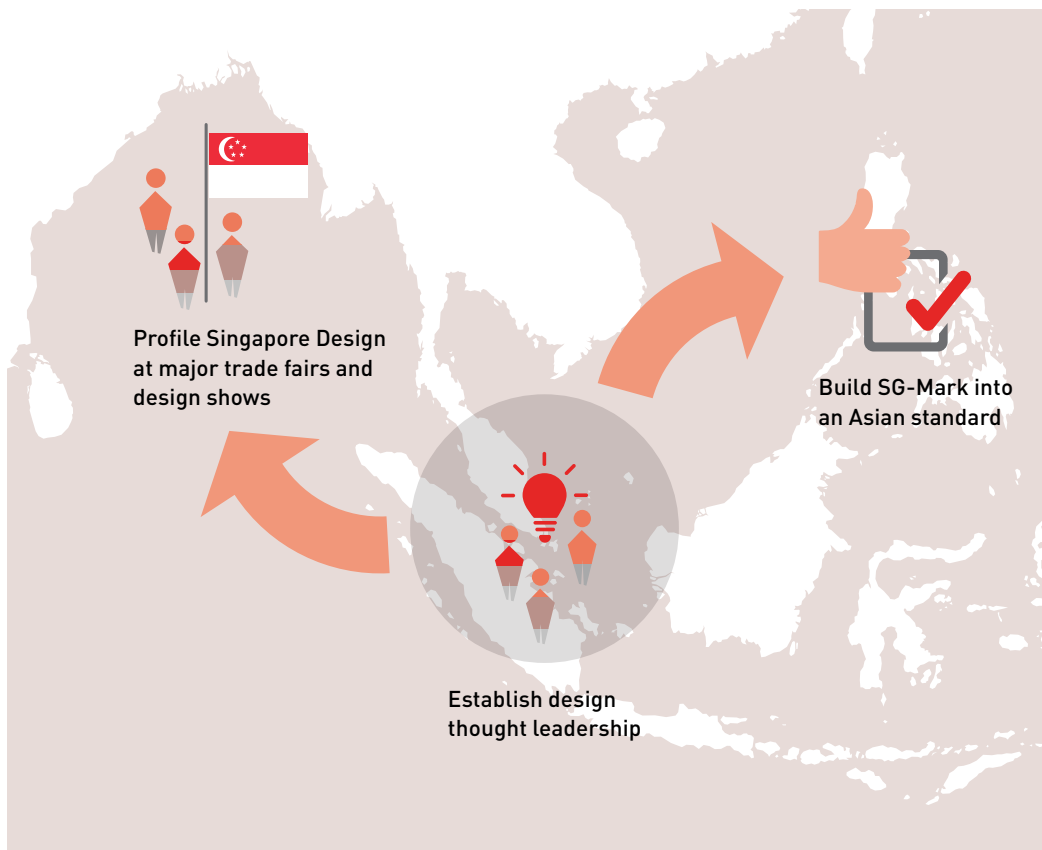 Profile Singapore Design
at major trade fairs and
design shows
Build SG-Mark into
an Asian standard
Establish design
thought leadership